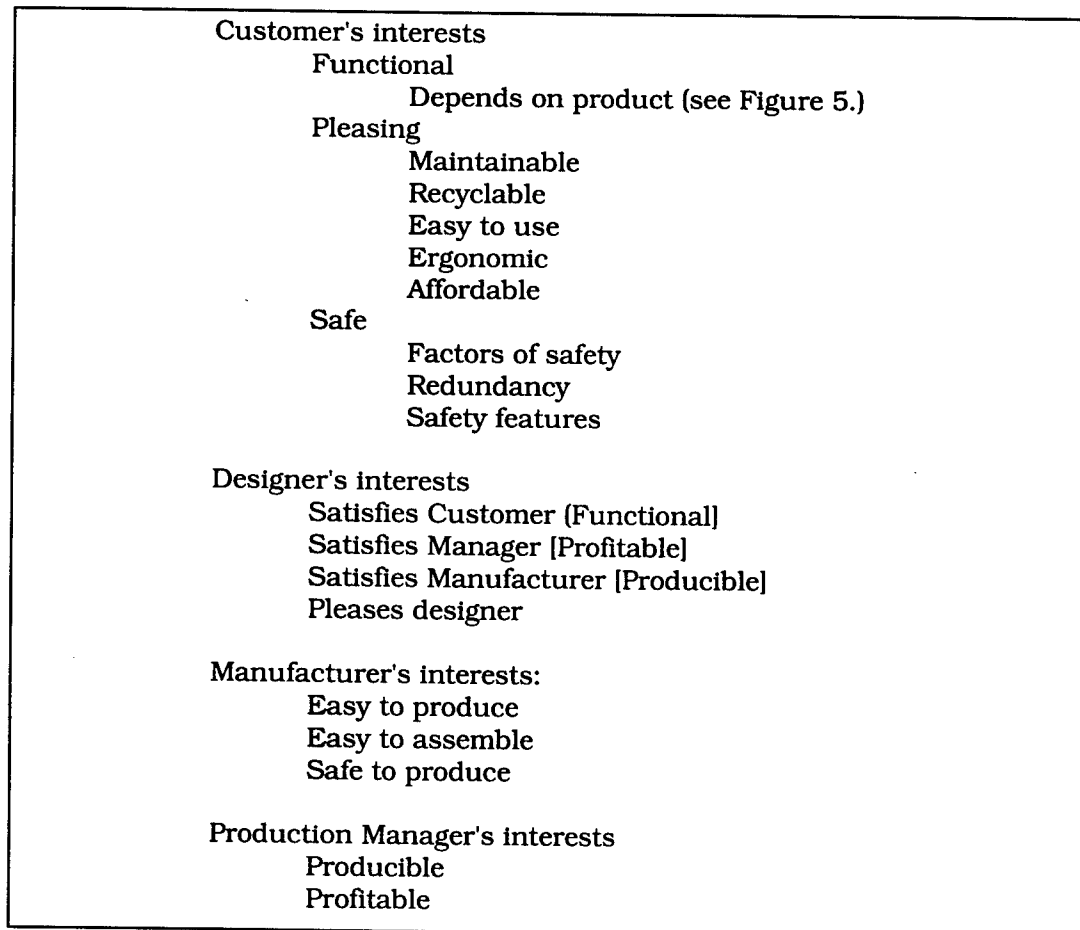 Customer's interests
Functional
Depends on product (see Figure 5.)
Pleasing
Maintainable
Recyclable
Easy to use
Ergonomic
Affordable
Safe
Factors of safety
Redundancy
Safety features
Designer's interests
Satisfies Customer (Functional]
Satisfies Manager [Profitable]
Satisfies Manufacturer [Producible]
Pleases designer
Manufacturer's interests:
Easy to produce
Easy to assemble
Safe to produce
Production Manager's interests
Producible
Profitable